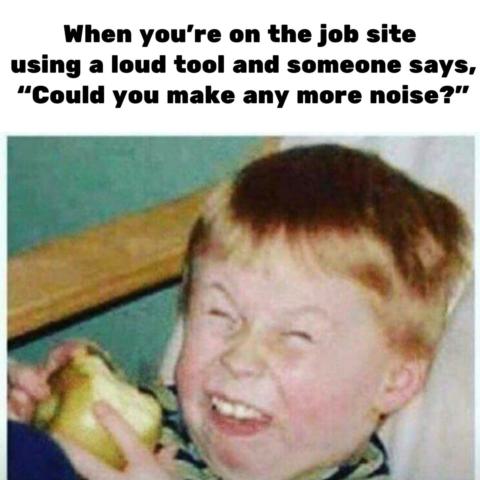 When you’re on the job site
using a loud tool and someone says,
“Could you make any more noise?”